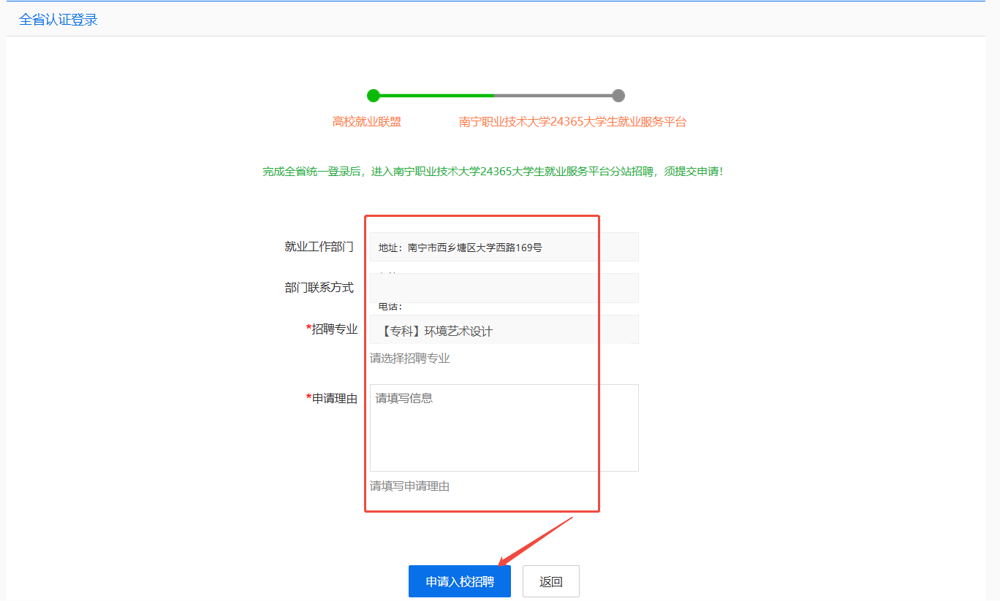 全省认证登录
高校就业联盟 南宁职业技术大学24365大学生就业服务平台
完成全省统一登录后，进入南宁职业技术大学24365大学生就业服务平台分站招聘，须提交申请！
就业工作部门 地址：南宁市西乡塘区大学西路169号
部门联系方式
电话：
*招聘专业 【专科】环境艺术设计
请选择招聘专业
*申请理由 请填写信息
请填写申请理由
申请入校招聘 返回